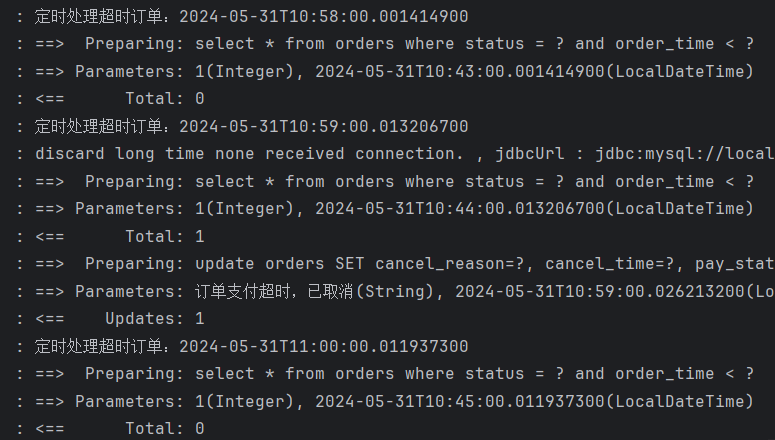 : 定时处理超时订单：2024-05-31T10:58:00.001414900
: ==>  Preparing: select * from orders where status = ? and order_time < ?
: ==> Parameters: 1(Integer), 2024-05-31T10:43:00.001414900(LocalDateTime)
: <==      Total: 0
: 定时处理超时订单：2024-05-31T10:59:00.013206700
: discard long time none received connection. , jdbcUrl : jdbc:mysql://local
: ==>  Preparing: select * from orders where status = ? and order_time < ?
: ==> Parameters: 1(Integer), 2024-05-31T10:44:00.013206700(LocalDateTime)
: <==      Total: 1
: ==>  Preparing: update orders SET cancel_reason=?, cancel_time=?, pay_stat
: ==> Parameters: 订单支付超时，已取消(String), 2024-05-31T10:59:00.026213200(Lo
: <==    Updates: 1
: 定时处理超时订单：2024-05-31T11:00:00.011937300
: ==>  Preparing: select * from orders where status = ? and order_time < ?
: ==> Parameters: 1(Integer), 2024-05-31T10:45:00.011937300(LocalDateTime)
: <==      Total: 0